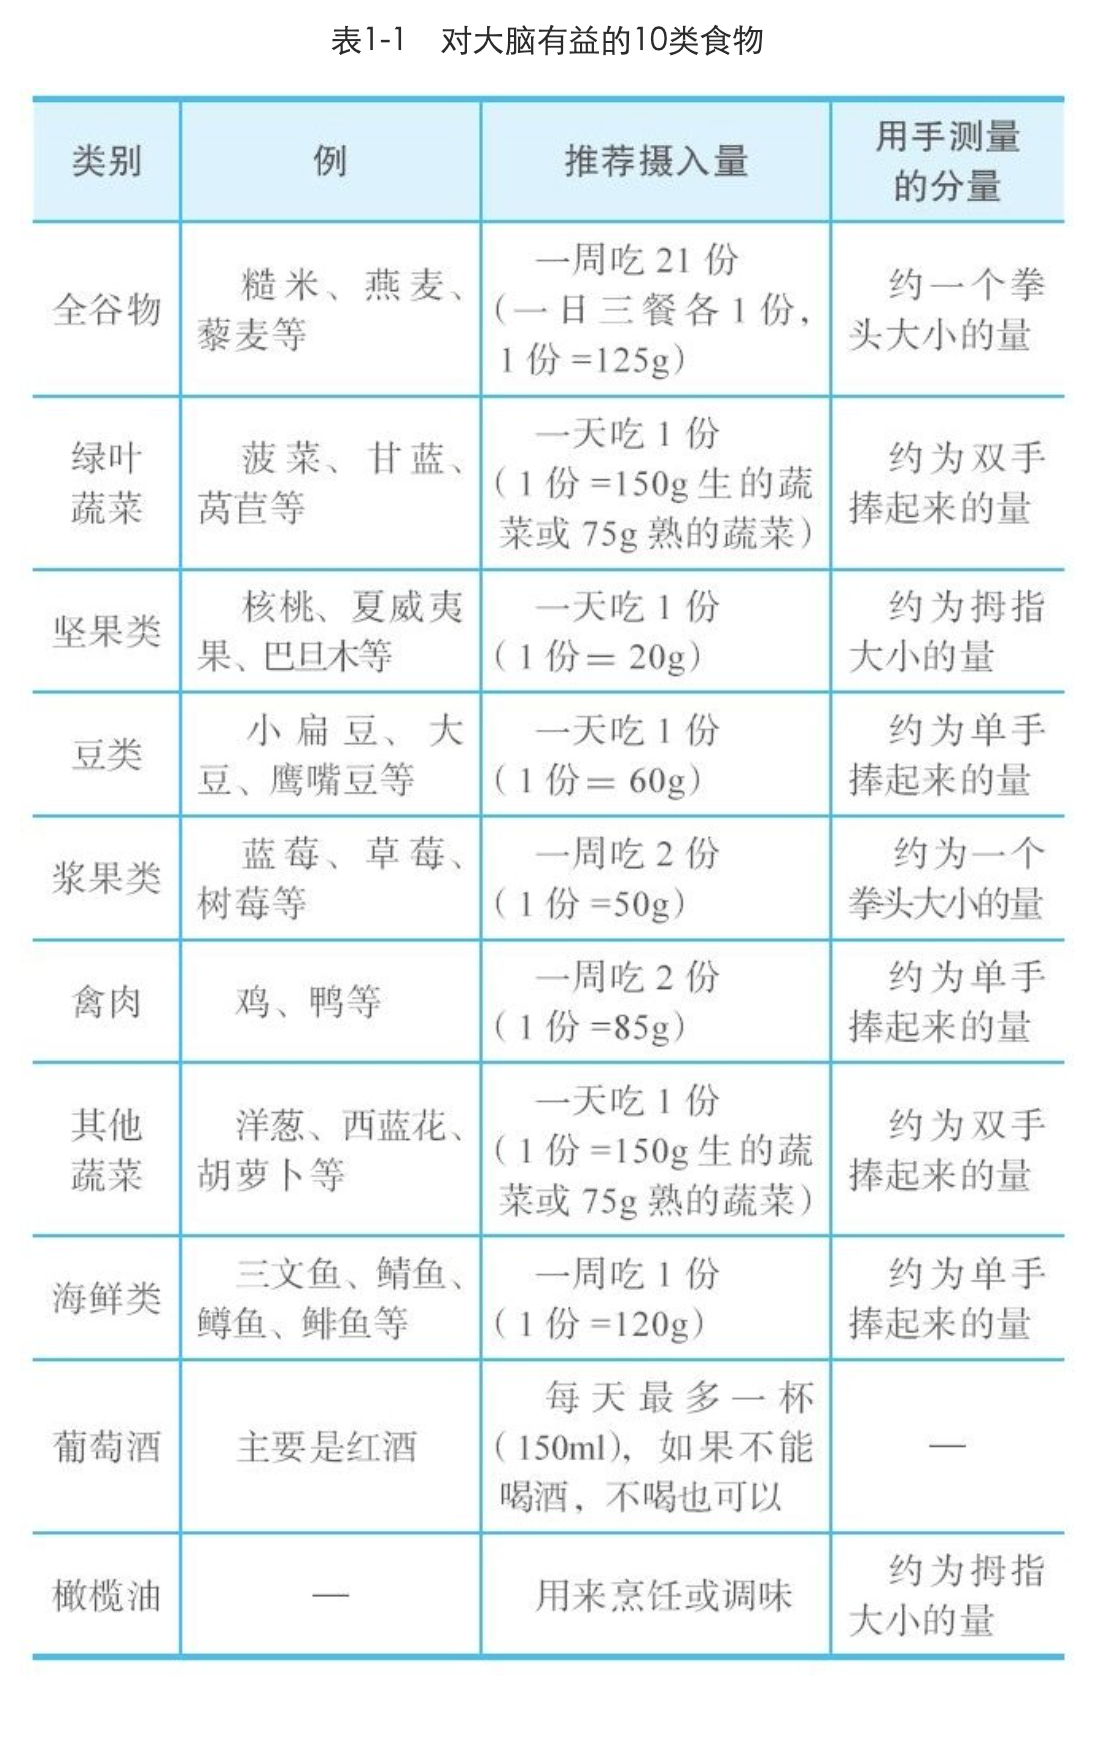 表1-1 对大脑有益的10类食物
类别
例
推荐摄入量
用手测量
的分量
全谷物
糙米、燕麦、
藜麦等
一周吃 21 份
(一日三餐各 1 份,
1 份 =125g)
约一个拳
头大小的量
绿叶
蔬菜
菠菜、甘蓝、
莴苣等
一天吃 1 份
(1 份 =150g 生的蔬
菜或 75g 熟的蔬菜)
约为双手
捧起来的量
坚果类
核桃、夏威夷
果、巴旦木等
一天吃 1 份
(1 份= 20g)
约为拇指
大小的量
豆类
小扁豆、大
豆、鹰嘴豆等
一天吃 1 份
(1 份= 60g)
约为单手
捧起来的量
浆果类
蓝莓、草莓、
树莓等
一周吃 2 份
(1 份 =50g)
约为一个
拳头大小的量
禽肉
鸡、鸭等
一周吃 2 份
(1 份 =85g)
约为单手
捧起来的量
其他
蔬菜
洋葱、西蓝花、
胡萝卜等
一天吃 1 份
(1 份 =150g 生的蔬
菜或 75g 熟的蔬菜)
约为双手
捧起来的量
海鲜类
三文鱼、鲭鱼、
鳟鱼、鲱鱼等
一周吃 1 份
(1 份 =120g)
约为单手
捧起来的量
葡萄酒
主要是红酒
每天最多一杯
(150ml),如果不能
喝酒,不喝也可以
—
橄榄油
—
用来烹饪或调味
约为拇指
大小的量